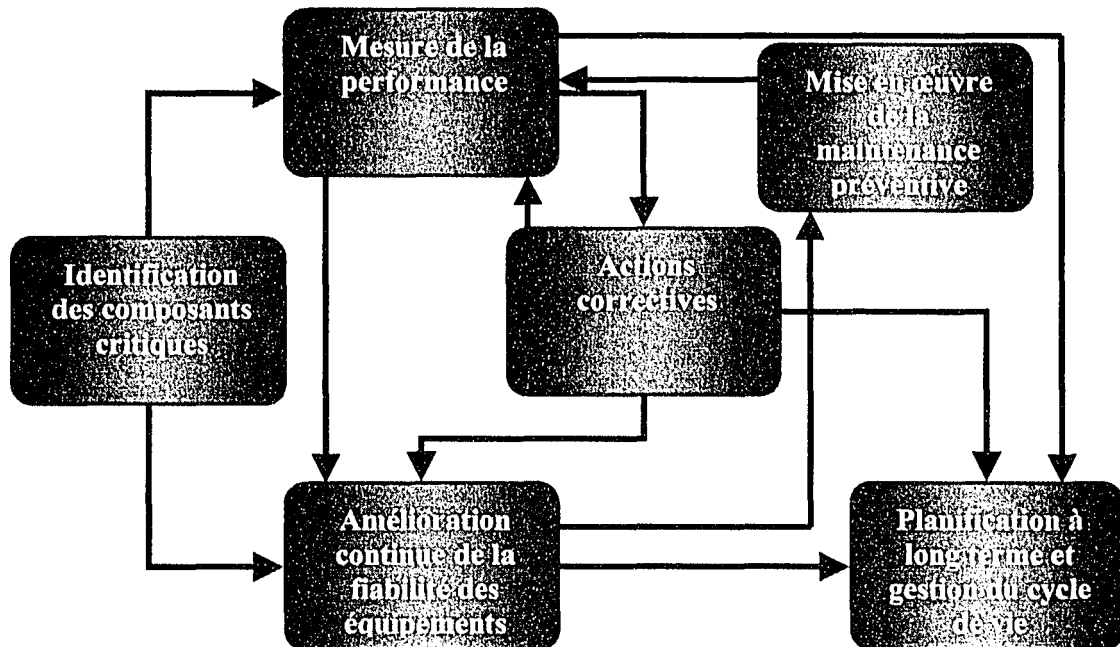 Mesure de la
performance
Mise en œuvre
de la
maintenance
préventive
Identification
des composants
critiques
Actions
correctives
Amélioration
continue de la
fiabilité des
équipements
Planification à
long terme et
gestion du cycle
de vie